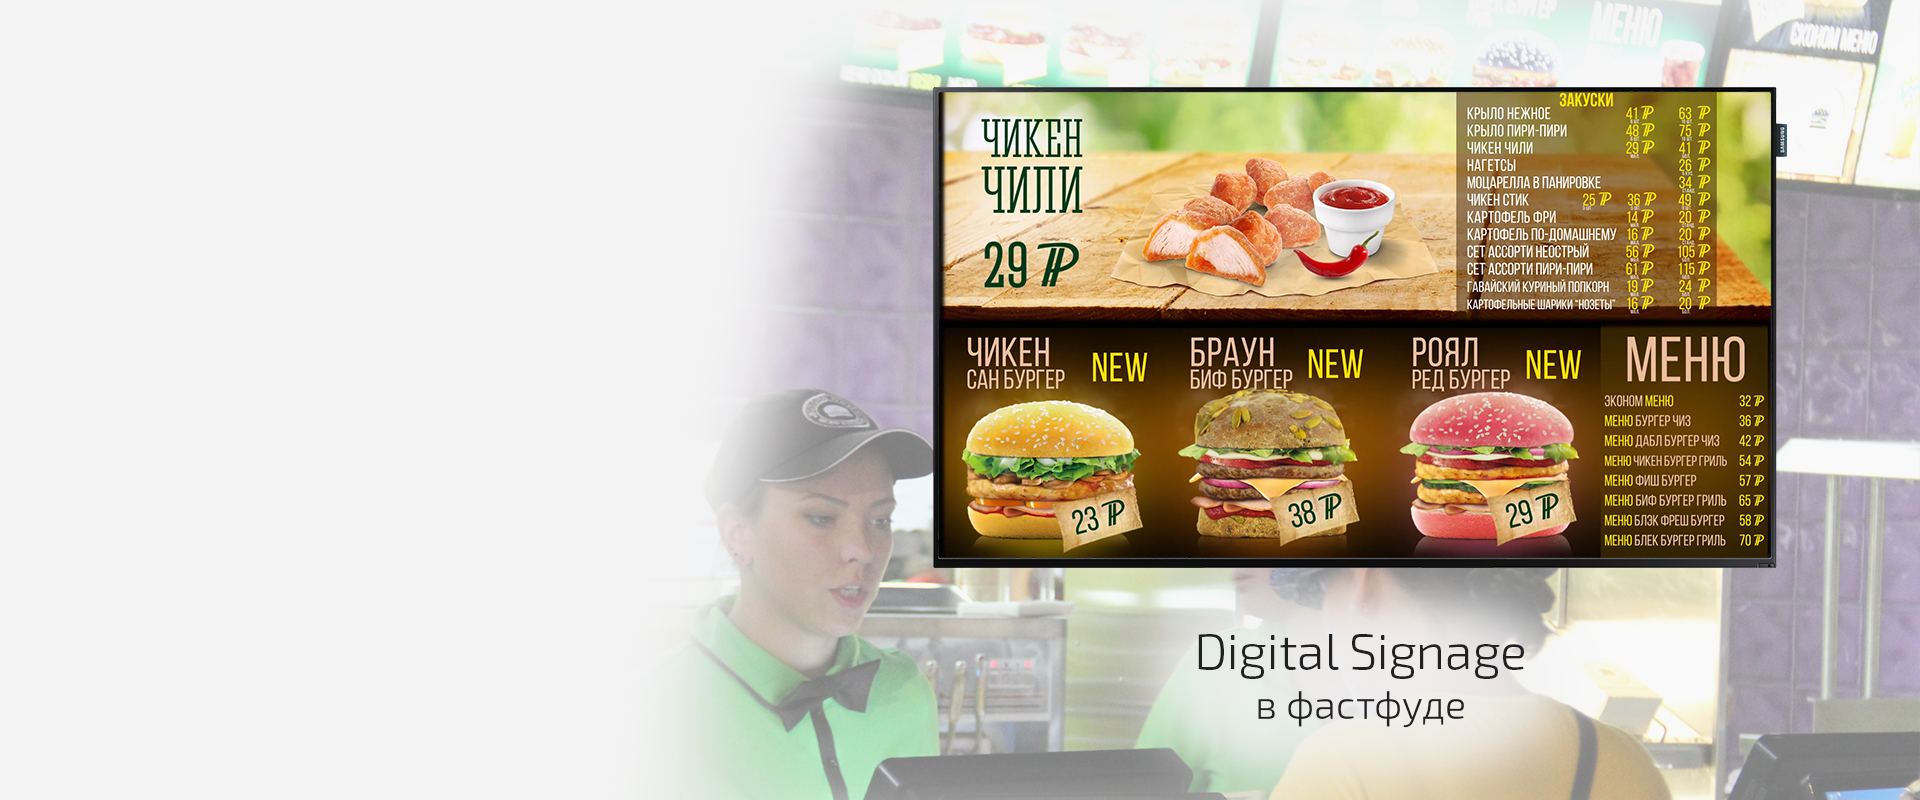 МЕНЮ
ЭКОНОМ МЕНЮ
SAMSUNG
ЧИКЕН
ЧИЛИ
29 ₽
ЗАКУСКИ
КРЫЛО НЕЖНОЕ 41 ₽ 63 ₽
КРЫЛО ПИРИ-ПИРИ 48 ₽ 75 ₽
ЧИКЕН ЧИЛИ 29 ₽ 41 ₽
НАГЕТСЫ 26 ₽
МОЦАРЕЛЛА В ПАНИРОВКЕ 34 ₽
ЧИКЕН СТИК 25 ₽ 36 ₽ 49 ₽
КАРТОФЕЛЬ ФРИ 14 ₽ 20 ₽
КАРТОФЕЛЬ ПО-ДОМАШНЕМУ 16 ₽ 20 ₽
СЕТ АССОРТИ НЕОСТРЫЙ 56 ₽ 105 ₽
СЕТ АССОРТИ ПИРИ-ПИРИ 61 ₽ 115 ₽
ГАВАЙСКИЙ КУРИНЫЙ ПОПКОРН 19 ₽ 24 ₽
КАРТОФЕЛЬНЫЕ ШАРИКИ "НОЗЕТЫ" 16 ₽ 20 ₽
ЧИКЕН
САН БУРГЕР
NEW
23 ₽
БРАУН
БИФ БУРГЕР
NEW
38 ₽
РОЯЛ
РЕД БУРГЕР
NEW
29 ₽
МЕНЮ
ЭКОНОМ МЕНЮ 32 ₽
МЕНЮ БУРГЕР ЧИЗ 36 ₽
МЕНЮ ДАБЛ БУРГЕР ЧИЗ 42 ₽
МЕНЮ ЧИКЕН БУРГЕР ГРИЛЬ 54 ₽
МЕНЮ ФИШ БУРГЕР 57 ₽
МЕНЮ БИФ БУРГЕР ГРИЛЬ 65 ₽
МЕНЮ БЛЭК ФРЕШ БУРГЕР 58 ₽
МЕНЮ БЛЕК БУРГЕР ГРИЛЬ 70 ₽
Digital Signage
в фастфуде